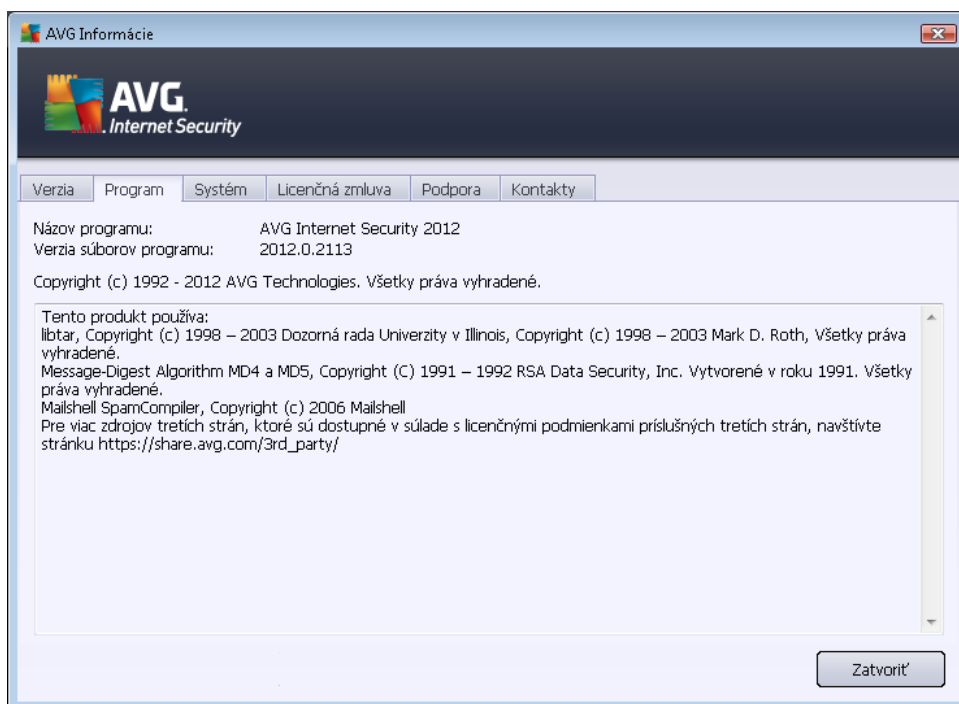 AVG Informácie
AVG.
Internet Security
Verzia Program Systém Licenčná zmluva Podpora Kontakty
Názov programu: AVG Internet Security 2012
Verzia súborov programu: 2012.0.2113
Copyright (c) 1992 - 2012 AVG Technologies. Všetky práva vyhradené.
Tento produkt používa:
libtar, Copyright (c) 1998 – 2003 Dozorná rada Univerzity v Illinois, Copyright (c) 1998 – 2003 Mark D. Roth, Všetky práva
vyhradené.
Message-Digest Algorithm MD4 a MD5, Copyright (C) 1991 – 1992 RSA Data Security, Inc. Vytvorené v roku 1991. Všetky
práva vyhradené.
Mailshell SpamCompiler, Copyright (c) 2006 Mailshell
Pre viac zdrojov tretích strán, ktoré sú dostupné v súlade s licenčnými podmienkami príslušných tretích strán, navštívte
stránku https://share.avg.com/3rd_party/
Zatvoriť